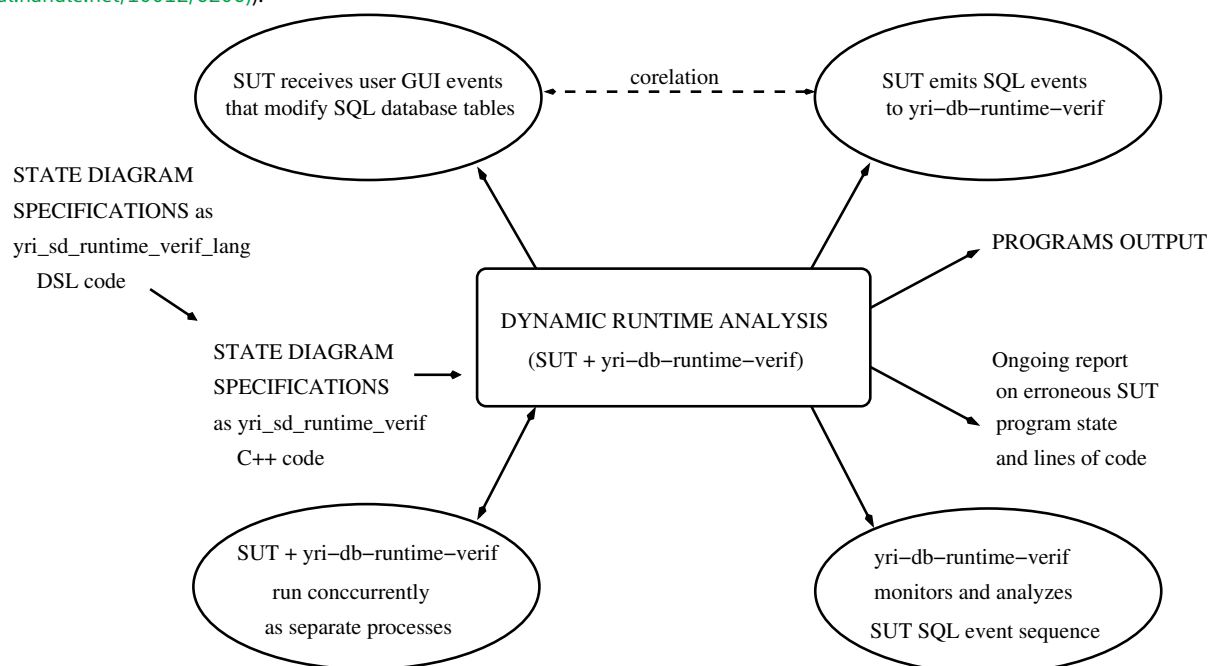 SUT receives user GUI events
that modify SQL database tables
corelation
SUT emits SQL events
to yri−db−runtime−verif
STATE DIAGRAM
SPECIFICATIONS as
yri_sd_runtime_verif_lang
DSL code
PROGRAMS OUTPUT
DYNAMIC RUNTIME ANALYSIS
(SUT + yri−db−runtime−verif)
STATE DIAGRAM
SPECIFICATIONS
as yri_sd_runtime_verif
C++ code
Ongoing report
on erroneous SUT
program state
and lines of code
SUT + yri−db−runtime−verif
run conccurrently
as separate processes
yri−db−runtime−verif
monitors and analyzes
SUT SQL event sequence